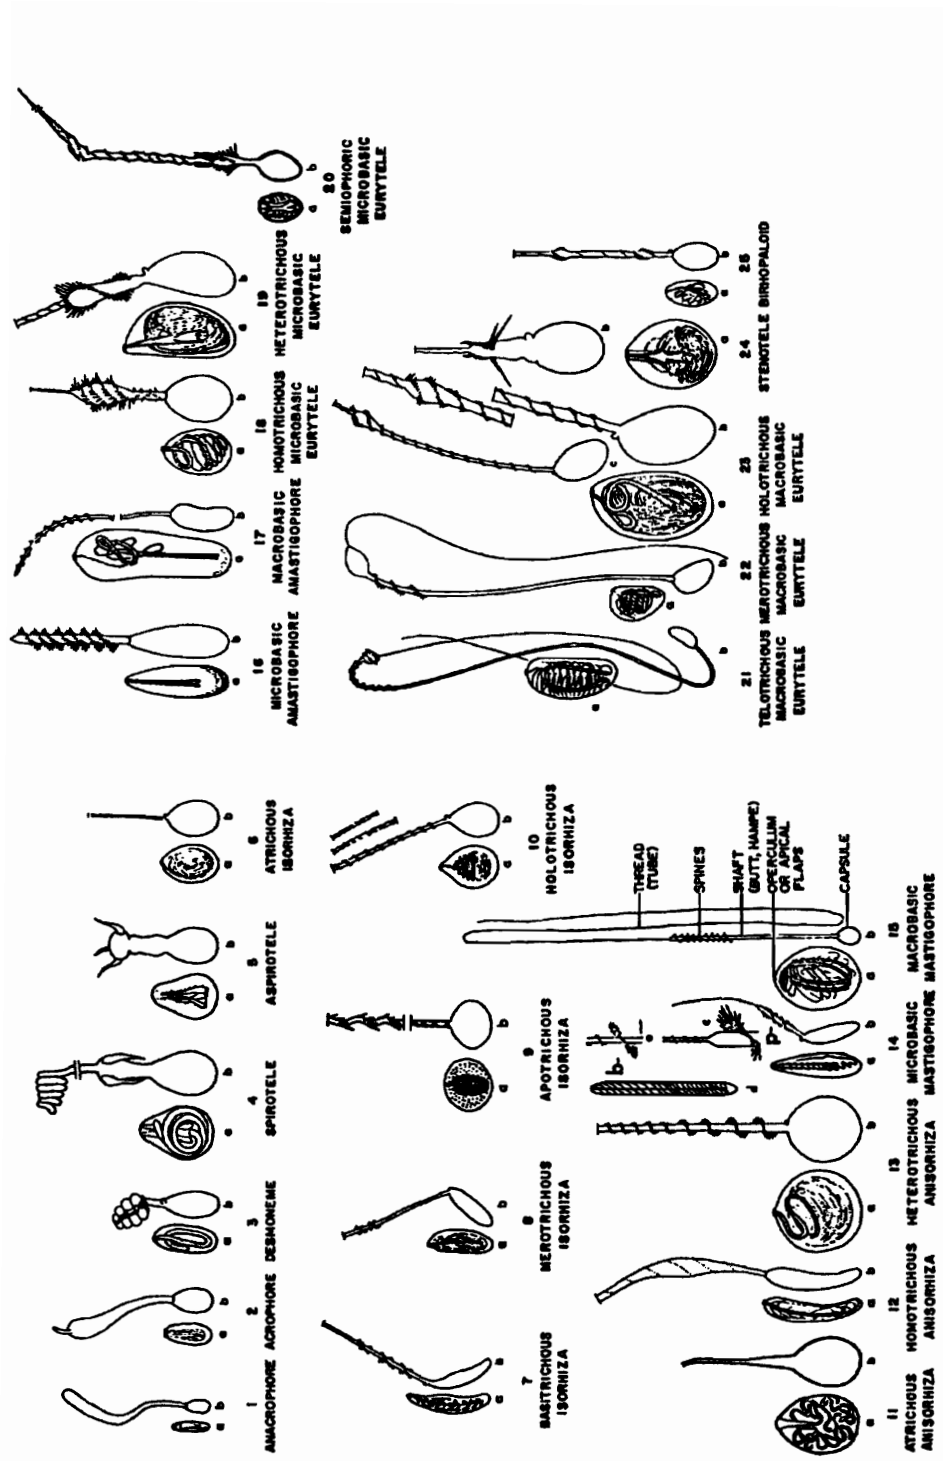 a b
1
ANACROPHORE
a b
2
ACROPHORE
a b
3
DESMONEME
a b
4
SPIROTELE
a b
5
ASPIROTELE
a b
6
ATRICHOUS
ISORHIZA
a b
7
BASITRICHOUS
ISORHIZA
a b
8
MEROTRICHOUS
ISORHIZA
a b
9
APOTRICHOUS
ISORHIZA
a b
10
HOLOTRICHOUS
ISORHIZA
a b
11
ATRICHOUS
ANISORHIZA
a b
12
HOMOTRICHOUS
ANISORHIZA
a b
13
HETEROTRICHOUS
ANISORHIZA
d b- e c b-
a b
14
MICROBASIC
MASTIGOPHORE
a b
15
MACROBASIC
MASTIGOPHORE
THREAD
(TUBE)
SPINES
SHAFT
(BUTT, HAMPE)
OPERCULUM
OR APICAL
FLAPS
CAPSULE
a b
16
MICROBASIC
AMASTIGOPHORE
a b
17
MACROBASIC
AMASTIGOPHORE
a b
18
HOMOTRICHOUS
MICROBASIC
EURYTELE
a b
19
HETEROTRICHOUS
MICROBASIC
EURYTELE
a b
20
SEMIOPHORIC
MICROBASIC
EURYTELE
a b
21
TELOTRICHOUS
MACROBASIC
EURYTELE
a b
22
MEROTRICHOUS
MACROBASIC
EURYTELE
a c b
23
HOLOTRICHOUS
MACROBASIC
EURYTELE
a b
24
STENOTELE
a b
25
BIRHOPALOID